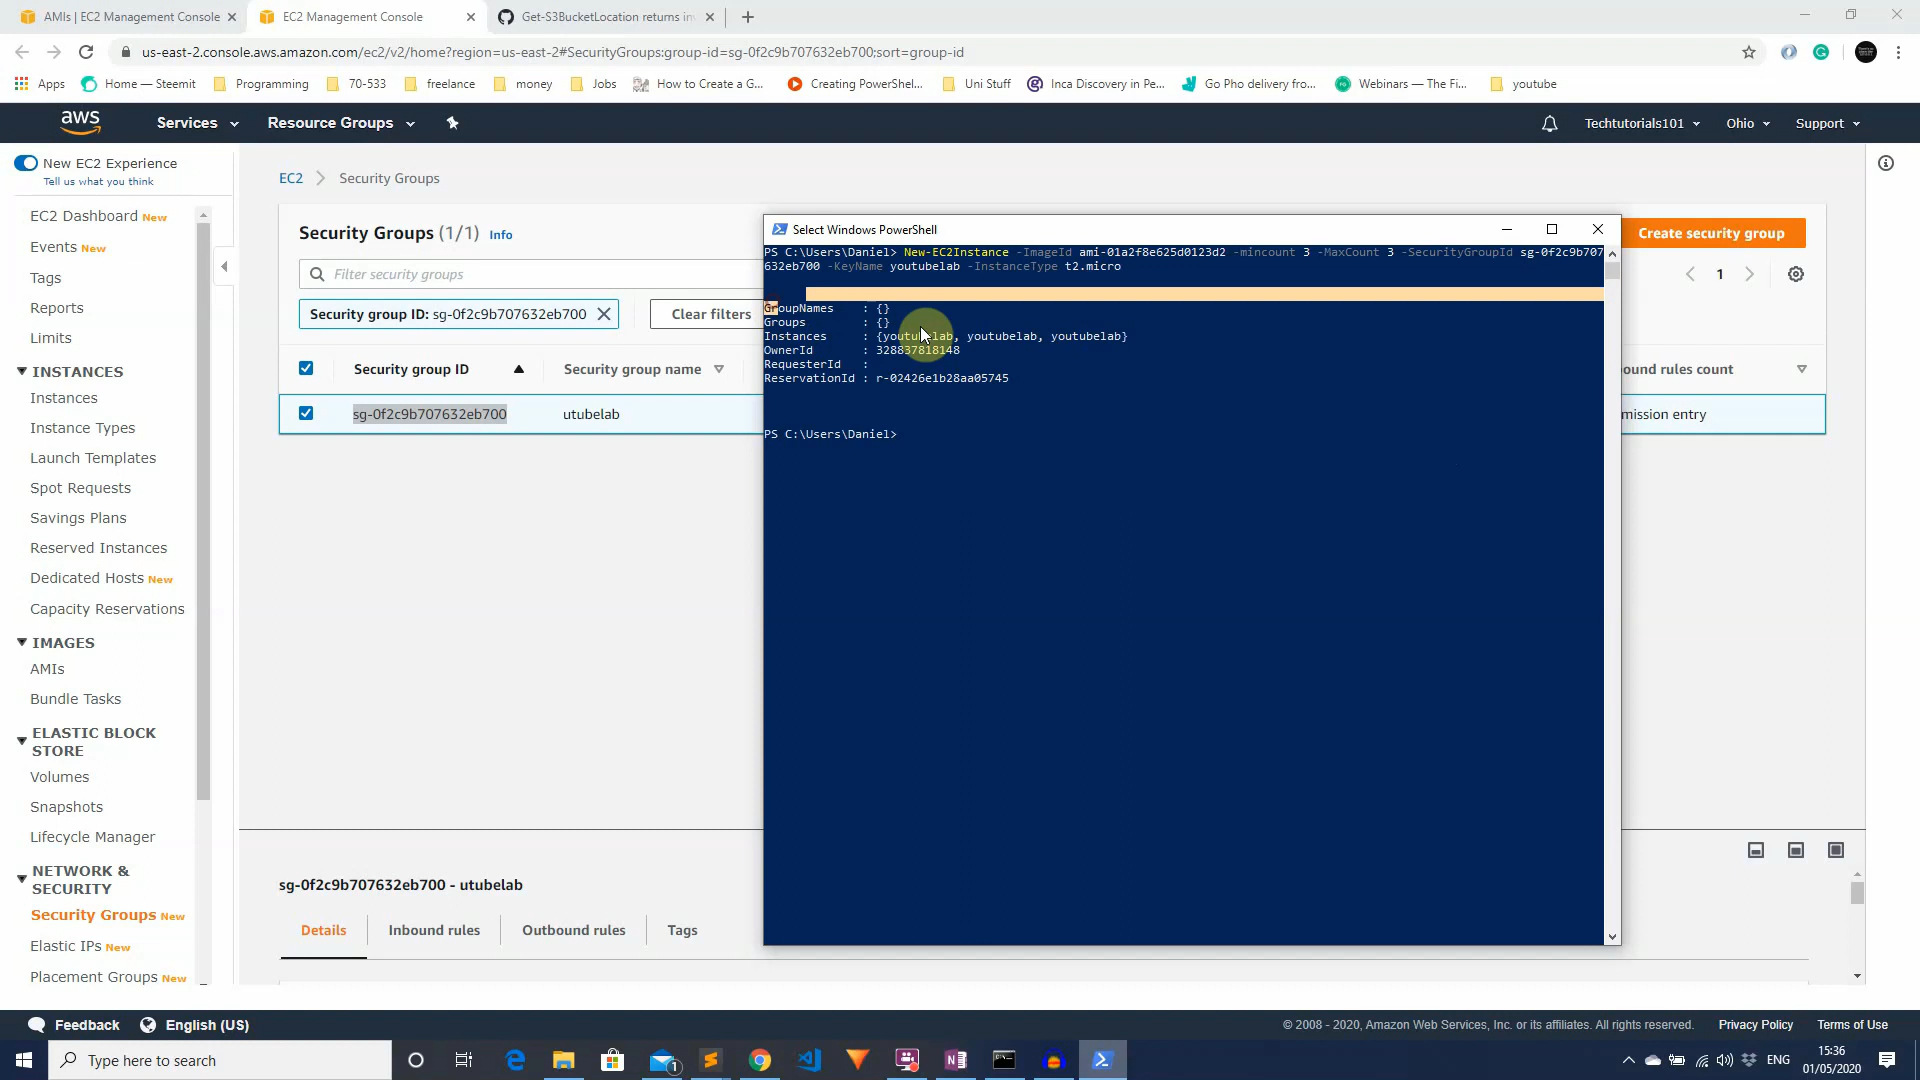 AMIs | EC2 Management Console
EC2 Management Console
Get-S3BucketLocation returns in
us-east-2.console.aws.amazon.com/ec2/v2/home?region=us-east-2#SecurityGroups:group-id=sg-0f2c9b707632eb700;sort=group-id
Apps
Home — Steemit
Programming
70-533
freelance
money
Jobs
How to Create a G...
Creating PowerShel...
Uni Stuff
Inca Discovery in Pe...
Go Pho delivery fro...
Webinars — The Fi...
youtube
aws
Services
Resource Groups
Techtutorials101
Ohio
Support
New EC2 Experience
Tell us what you think
EC2 Dashboard New
Events New
Tags
Reports
Limits
INSTANCES
Instances
Instance Types
Launch Templates
Spot Requests
Savings Plans
Reserved Instances
Dedicated Hosts New
Capacity Reservations
IMAGES
AMIs
Bundle Tasks
ELASTIC BLOCK
STORE
Volumes
Snapshots
Lifecycle Manager
NETWORK &
SECURITY
Security Groups New
Elastic IPs New
Placement Groups New
EC2 > Security Groups
Security Groups (1/1) Info
Create security group
Filter security groups
1
Security group ID: sg-0f2c9b707632eb700
Clear filters
Security group ID
Security group name
ound rules count
sg-0f2c9b707632eb700
utubelab
mission entry
Select Windows PowerShell
PS C:\Users\Daniel> New-EC2Instance -ImageId ami-01a2f8e625d0123d2 -mincount 3 -MaxCount 3 -SecurityGroupId sg-0f2c9b707
632eb700 -KeyName youtubelab -InstanceType t2.micro
GroupNames : {}
Groups : {}
Instances : {youtubelab, youtubelab, youtubelab}
OwnerId : 328837818148
RequesterId :
ReservationId : r-02426e1b28aa05745
PS C:\Users\Daniel>
sg-0f2c9b707632eb700 - utubelab
Details
Inbound rules
Outbound rules
Tags
Feedback
English (US)
© 2008 - 2020, Amazon Web Services, Inc. or its affiliates. All rights reserved.
Privacy Policy
Terms of Use
Type here to search
1
ENG
15:36
01/05/2020